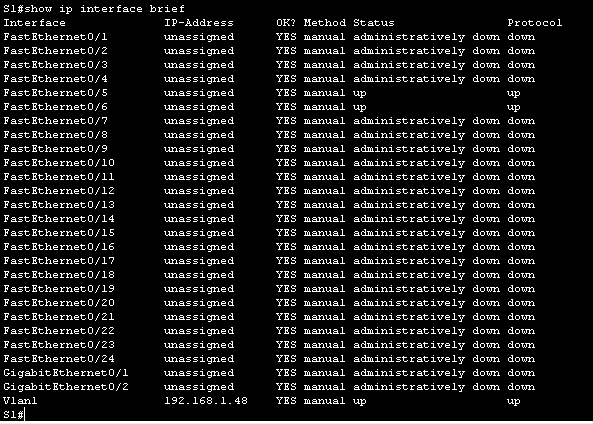 S1#show ip interface brief
Interface IP-Address OK? Method Status Protocol
FastEthernet0/1 unassigned YES manual administratively down down
FastEthernet0/2 unassigned YES manual administratively down down
FastEthernet0/3 unassigned YES manual administratively down down
FastEthernet0/4 unassigned YES manual administratively down down
FastEthernet0/5 unassigned YES manual up up
FastEthernet0/6 unassigned YES manual up up
FastEthernet0/7 unassigned YES manual administratively down down
FastEthernet0/8 unassigned YES manual administratively down down
FastEthernet0/9 unassigned YES manual administratively down down
FastEthernet0/10 unassigned YES manual administratively down down
FastEthernet0/11 unassigned YES manual administratively down down
FastEthernet0/12 unassigned YES manual administratively down down
FastEthernet0/13 unassigned YES manual administratively down down
FastEthernet0/14 unassigned YES manual administratively down down
FastEthernet0/15 unassigned YES manual administratively down down
FastEthernet0/16 unassigned YES manual administratively down down
FastEthernet0/17 unassigned YES manual administratively down down
FastEthernet0/18 unassigned YES manual administratively down down
FastEthernet0/19 unassigned YES manual administratively down down
FastEthernet0/20 unassigned YES manual administratively down down
FastEthernet0/21 unassigned YES manual administratively down down
FastEthernet0/22 unassigned YES manual administratively down down
FastEthernet0/23 unassigned YES manual administratively down down
FastEthernet0/24 unassigned YES manual administratively down down
GigabitEthernet0/1 unassigned YES manual administratively down down
GigabitEthernet0/2 unassigned YES manual administratively down down
Vlan1 192.168.1.48 YES manual up up
S1#